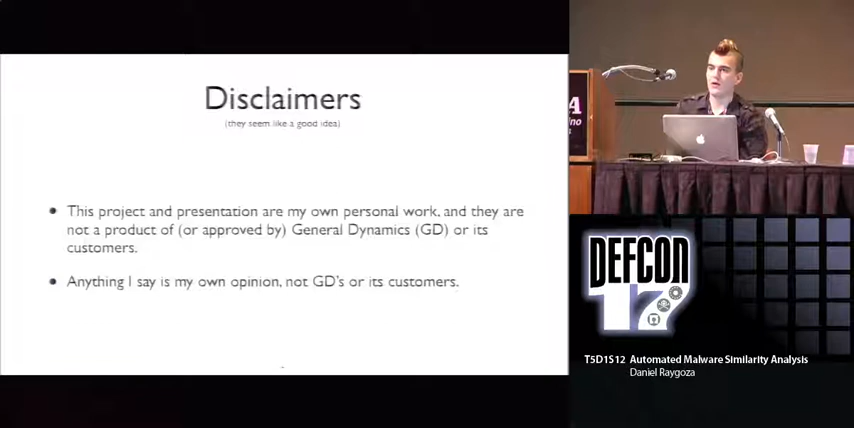 Disclaimers
(they seem like a good idea)
• This project and presentation are my own personal work, and they are
not a product of (or approved by) General Dynamics (GD) or its
customers.
• Anything I say is my own opinion, not GD's or its customers.
DEFCON
17
T5D1S12 Automated Malware Similarity Analysis
Daniel Raygoza